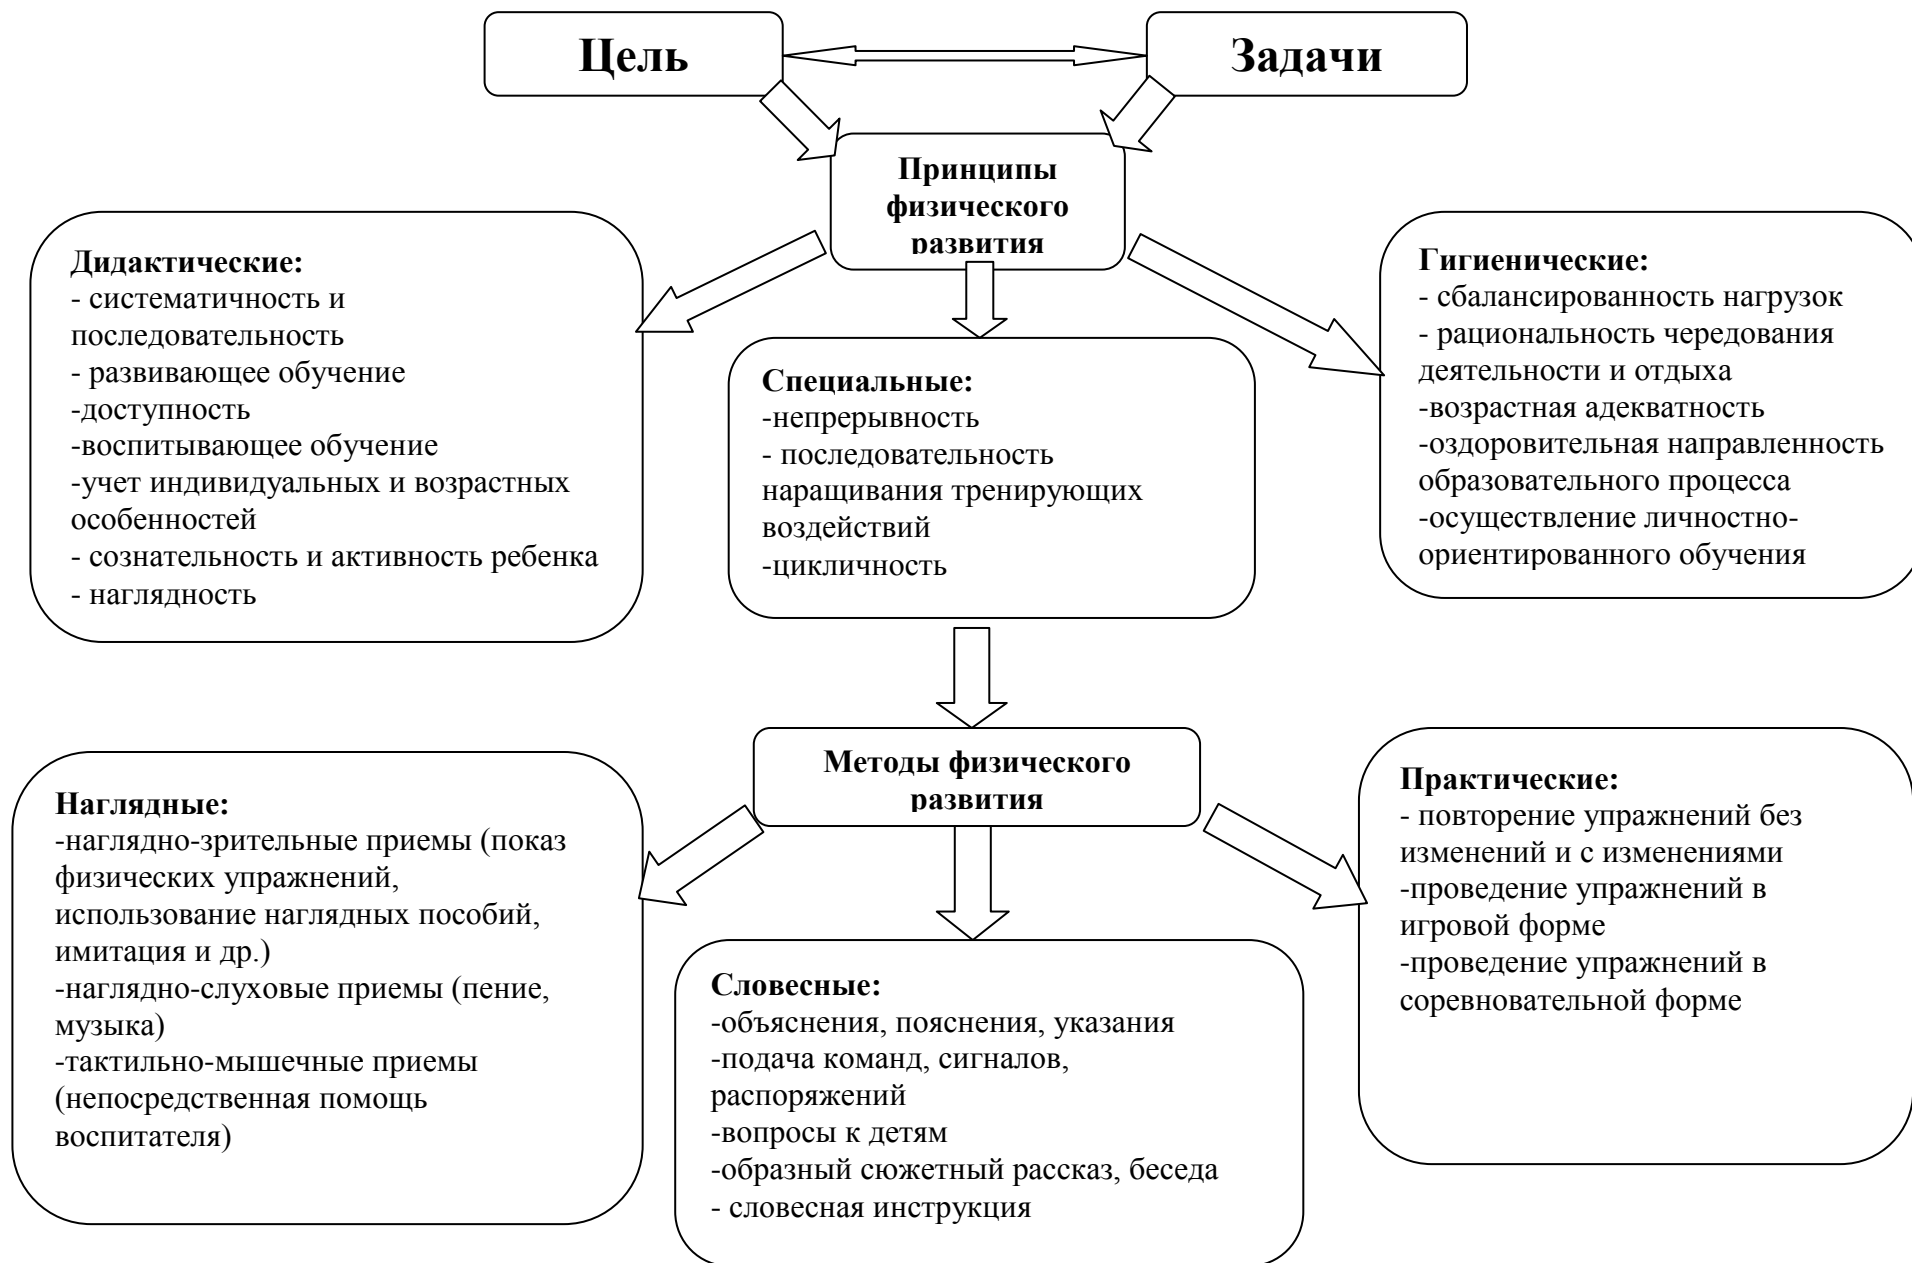 Цель
Задачи
Принципы
физического
развития
Дидактические:
- систематичность и
последовательность
- развивающее обучение
-доступность
-воспитывающее обучение
-учет индивидуальных и возрастных
особенностей
- сознательность и активность ребенка
- наглядность
Специальные:
-непрерывность
- последовательность
наращивания тренирующих
воздействий
-цикличность
Гигиенические:
- сбалансированность нагрузок
- рациональность чередования
деятельности и отдыха
-возрастная адекватность
-оздоровительная направленность
образовательного процесса
-осуществление личностно-
ориентированного обучения
Методы физического
развития
Наглядные:
-наглядно-зрительные приемы (показ
физических упражнений,
использование наглядных пособий,
имитация и др.)
-наглядно-слуховые приемы (пение,
музыка)
-тактильно-мышечные приемы
(непосредственная помощь
воспитателя)
Словесные:
-объяснения, пояснения, указания
-подача команд, сигналов,
распоряжений
-вопросы к детям
-образный сюжетный рассказ, беседа
- словесная инструкция
Практические:
- повторение упражнений без
изменений и с изменениями
-проведение упражнений в
игровой форме
-проведение упражнений в
соревновательной форме